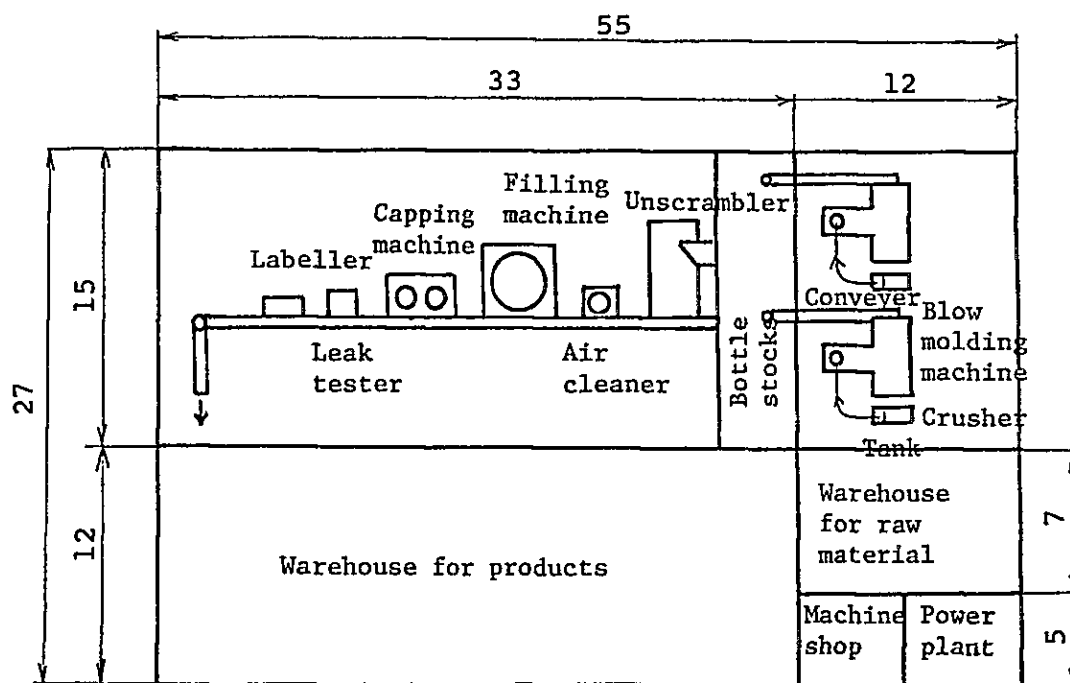 55
33
12
Filling
machine
Unscrambler
Capping
machine
Labeller
15
27
Conveyer
Blow
molding
machine
Leak
tester
Air
cleaner
Bottle
stocks
Crusher
Tank
12
Warehouse
for raw
material
7
Warehouse for products
Machine
shop
Power
plant
5